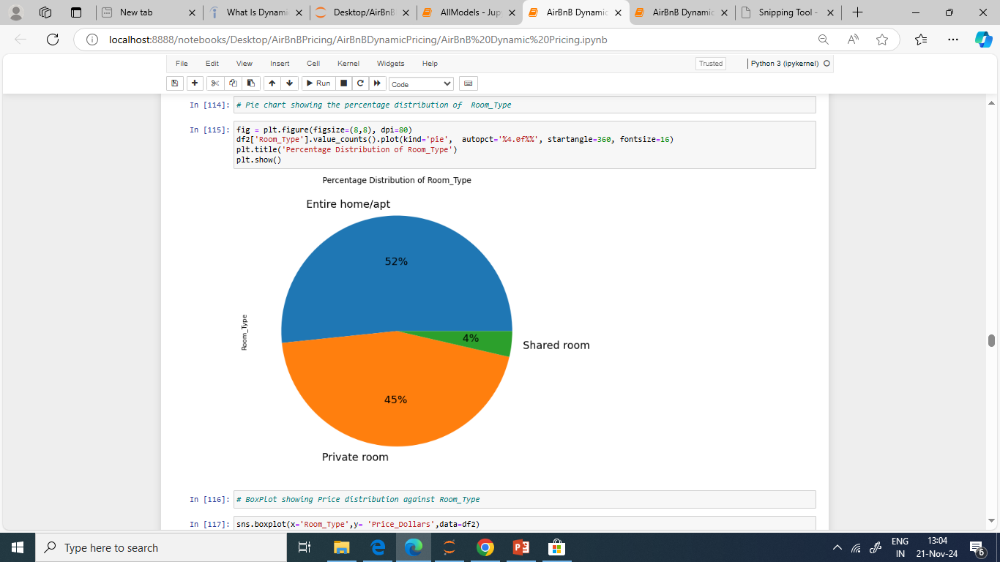 New tab
What Is Dynami
Desktop/AirBnB
AllModels - Jup
AirBnB Dynamic
AirBnB Dynamic
Snipping Tool -
localhost:8888/notebooks/Desktop/AirBnBPricing/AirBnBDynamicPricing/AirBnB%20Dynamic%20Pricing.ipynb
File Edit View Insert Cell Kernel Widgets Help Trusted Python 3 (ipykernel)
Run Code
In [114]: # Pie chart showing the percentage distribution of  Room_Type
In [115]: fig = plt.figure(figsize=(8,8), dpi=80)
df2['Room_Type'].value_counts().plot(kind='pie',  autopct='%4.0f%%', startangle=360, fontsize=16)
plt.title('Percentage Distribution of Room_Type')
plt.show()
Percentage Distribution of Room_Type
Entire home/apt
52%
Room_Type
4%
Shared room
45%
Private room
In [116]: # BoxPlot showing Price distribution against Room_Type
In [117]: sns.boxplot(x='Room_Type',y= 'Price_Dollars',data=df2)
Type here to search
ENG
IN
13:04
21-Nov-24
6